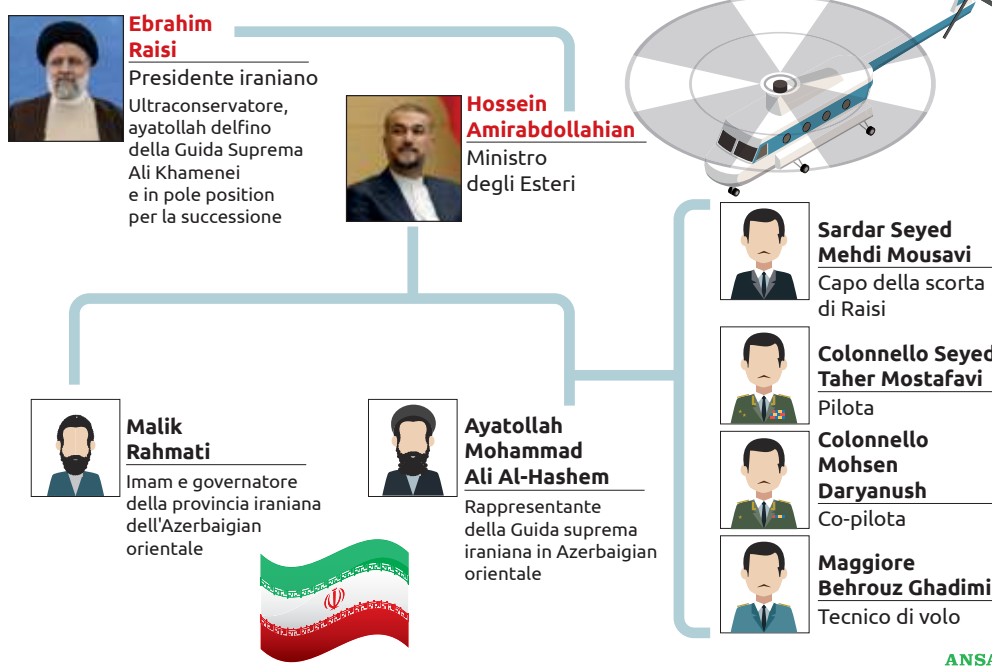 Ebrahim
Raisi
Presidente iraniano
Ultraconservatore,
ayatollah delfino
della Guida Suprema
Ali Khamenei
e in pole position
per la successione
Hossein
Amirabdollahian
Ministro
degli Esteri
Malik
Rahmati
Imam e governatore
della provincia iraniana
dell'Azerbaigian
orientale
Ayatollah
Mohammad
Ali Al-Hashem
Rappresentante
della Guida suprema
iraniana in Azerbaigian
orientale
Sardar Seyed
Mehdi Mousavi
Capo della scorta
di Raisi
Colonnello Seyed
Taher Mostafavi
Pilota
Colonnello
Mohsen
Daryanush
Co-pilota
Maggiore
Behrouz Ghadimi
Tecnico di volo
ANSA